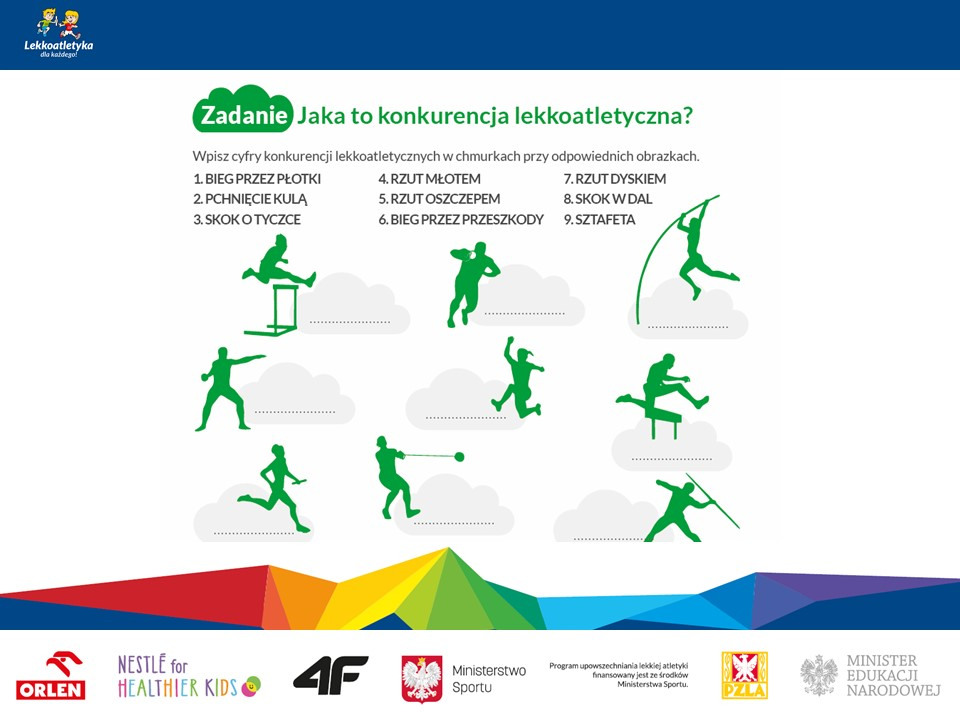 Lekkoatletyka
dla każdego!
Zadanie Jaka to konkurencja lekkoatletyczna?
Wpisz cyfry konkurencji lekkoatletycznych w chmurkach przy odpowiednich obrazkach.
1. BIEG PRZEZ PŁOTKI
2. PCHNIĘCIE KULĄ
3. SKOK O TYCZCE
4. RZUT MŁOTEM
5. RZUT OSZCZEPEM
6. BIEG PRZEZ PRZESZKODY
7. RZUT DYSKIEM
8. SKOK W DAL
9. SZTAFETA
ORLEN
NESTLÉ for
HEALTHIER KIDS
4F
Ministerstwo
Sportu
Program upowszechniania lekkiej atletyki
finansowany jest ze środków
Ministerstwa Sportu.
PZLA
MINISTER
EDUKACJI
NARODOWEJ